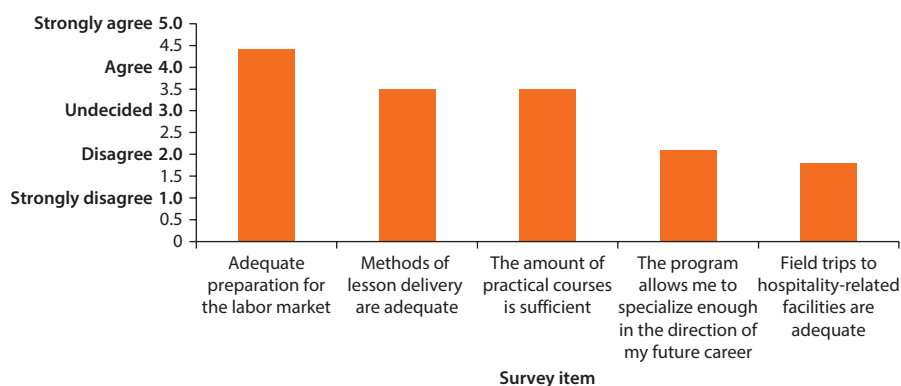 Strongly agree 5.0
4.5
Agree 4.0
3.5
Undecided 3.0
2.5
Disagree 2.0
1.5
Strongly disagree 1.0
0.5
0
Adequate
preparation for
the labor market
Methods of
lesson delivery
are adequate
The amount of
practical courses
is sufficient
The program
allows me to
specialize enough
in the direction of
my future career
Field trips to
hospitality-related
facilities are
adequate
Survey item